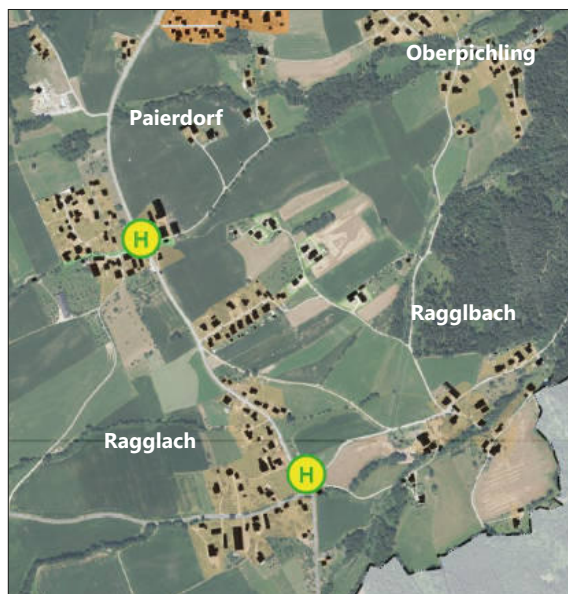 Oberpichling
Paierdorf
H
Ragglbach
Ragglach
H